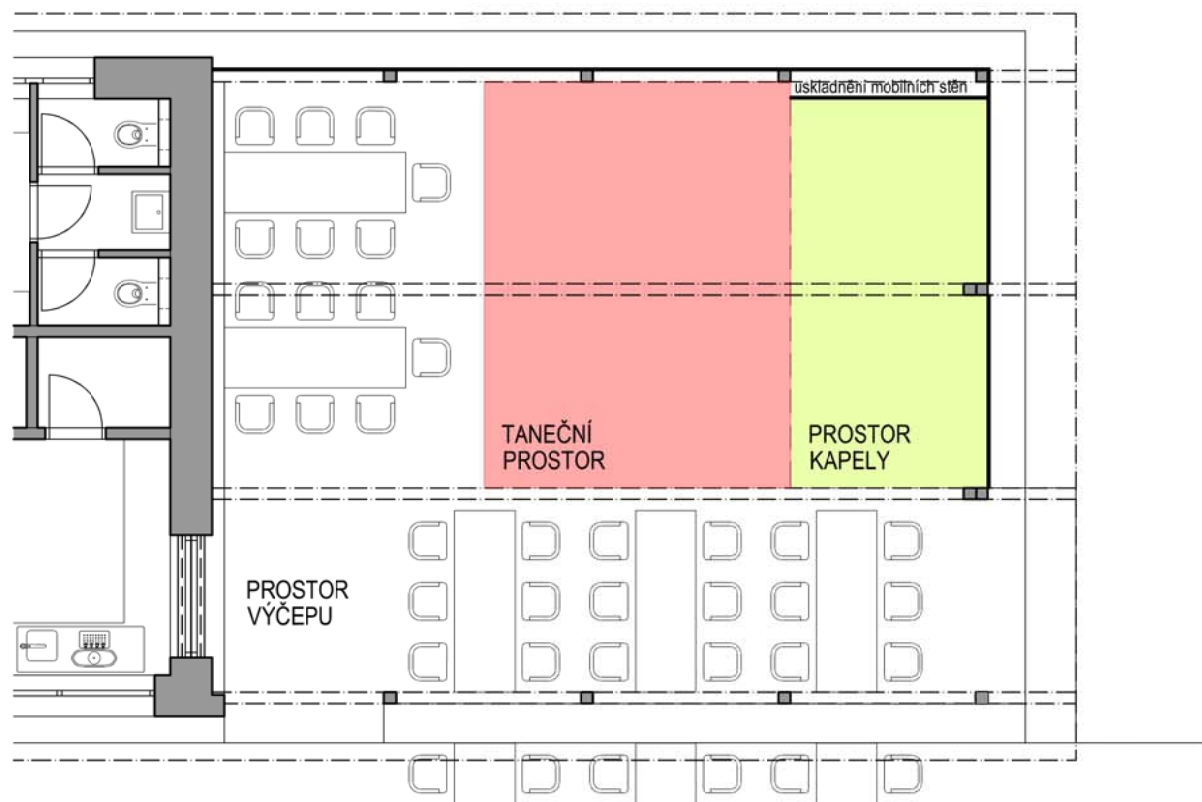 uskladnění mobilních stěn
TANEČNÍ
PROSTOR
PROSTOR
KAPELY
PROSTOR
VÝČEPU